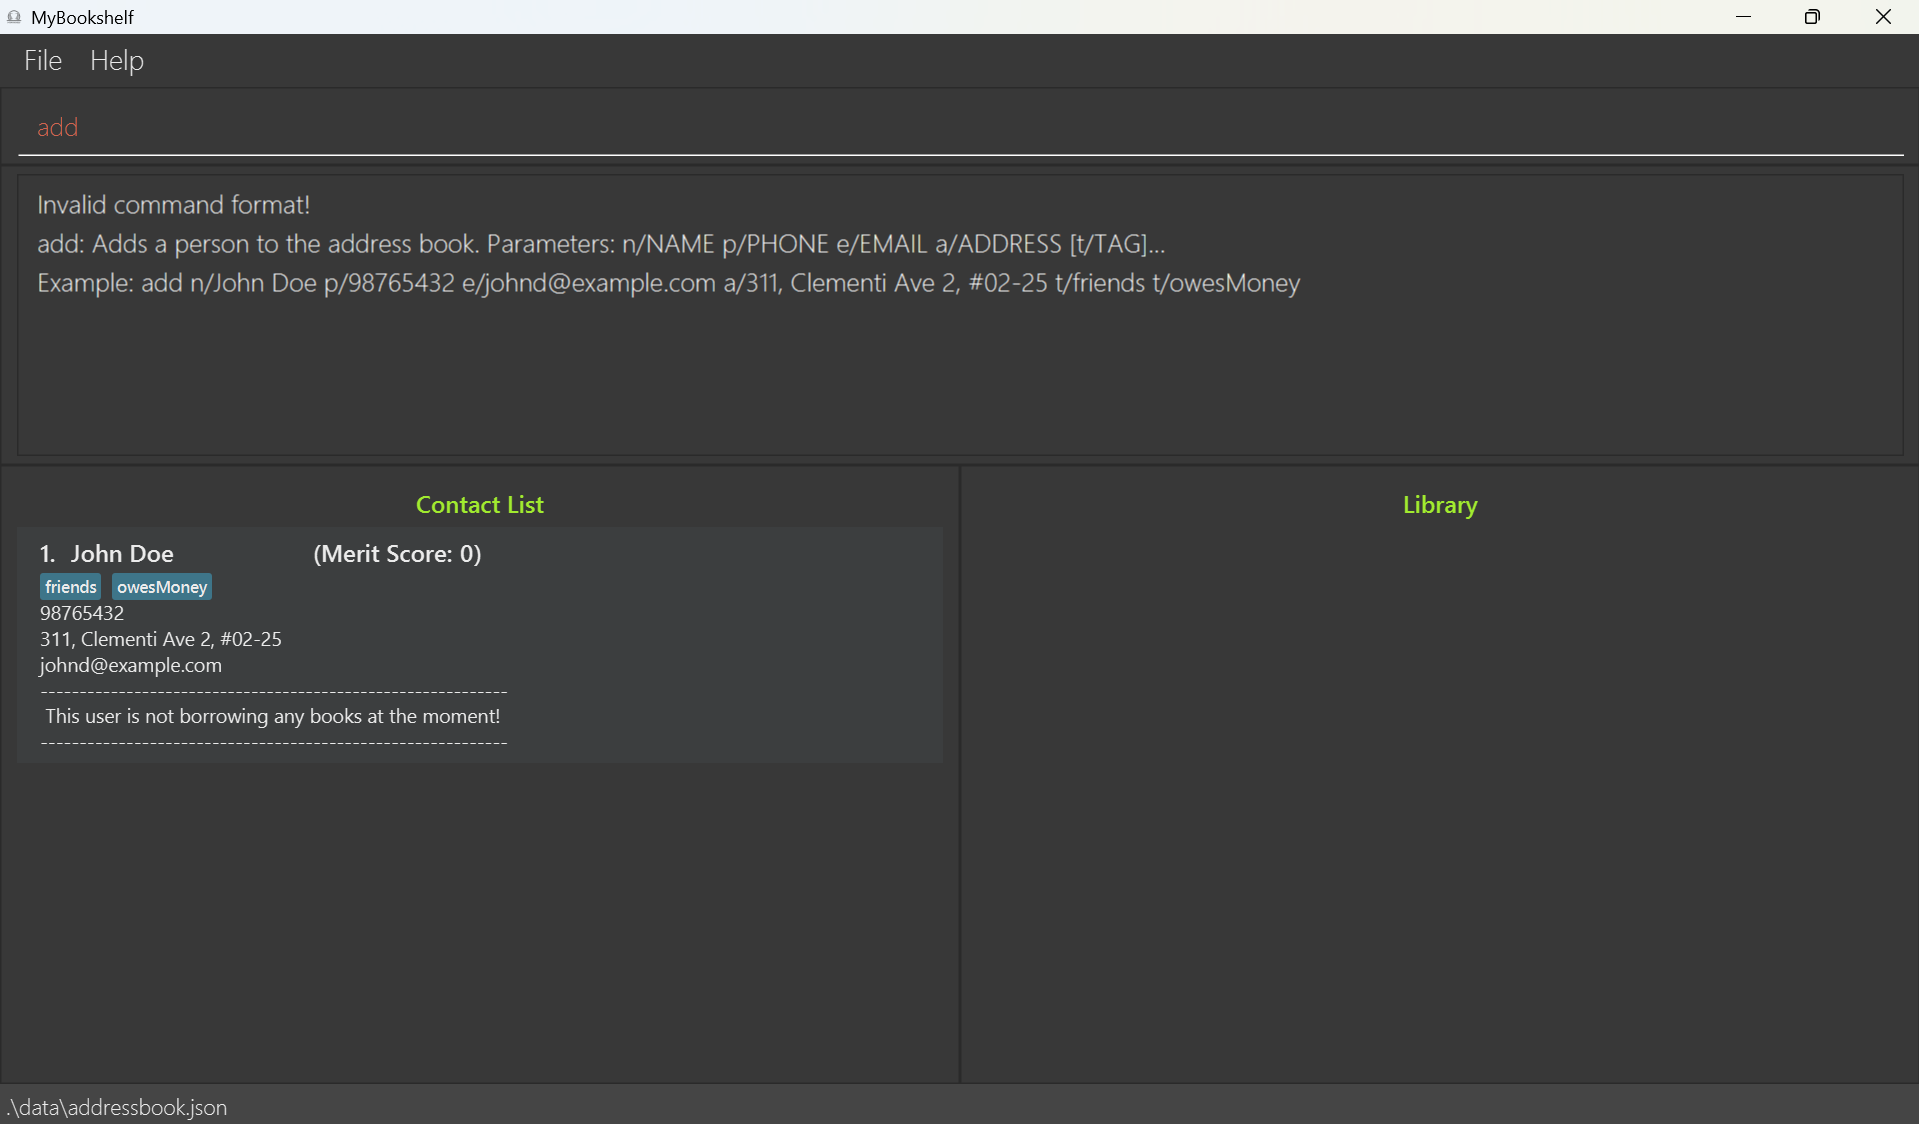 MyBookshelf
File Help
add
Invalid command format!
add: Adds a person to the address book. Parameters: n/NAME p/PHONE e/EMAIL a/ADDRESS [t/TAG]...
Example: add n/John Doe p/98765432 e/johnd@example.com a/311, Clementi Ave 2, #02-25 t/friends t/owesMoney
Contact List
1. John Doe (Merit Score: 0)
friends owesMoney
98765432
311, Clementi Ave 2, #02-25
johnd@example.com
------------------------------------------------------------
This user is not borrowing any books at the moment!
------------------------------------------------------------
Library
.\data\addressbook.json